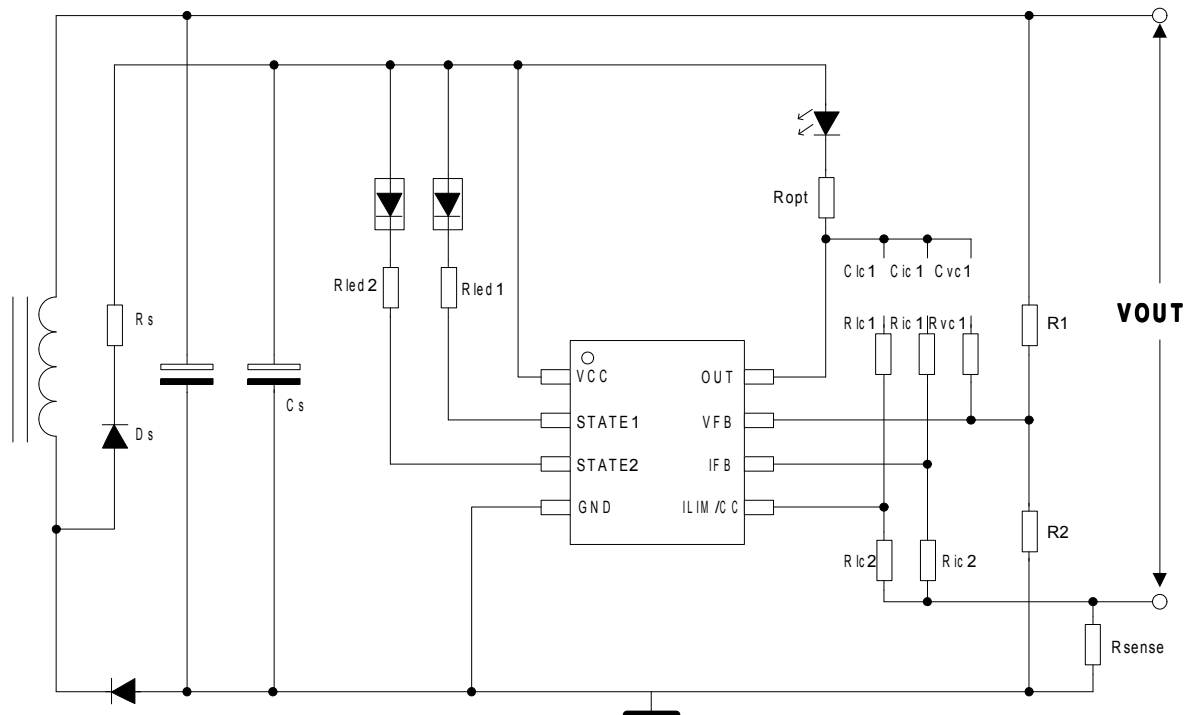 Ropt
Clc1 Cic1 Cvc1
Rled2
Rled1
Rs
Rlc1 Ric1 Rvc1
R1
VOUT
VCC
OUT
Cs
Ds
STATE1
VFB
STATE2
IFB
GND
ILIM/CC
R2
Rlc2
Ric2
Rsense